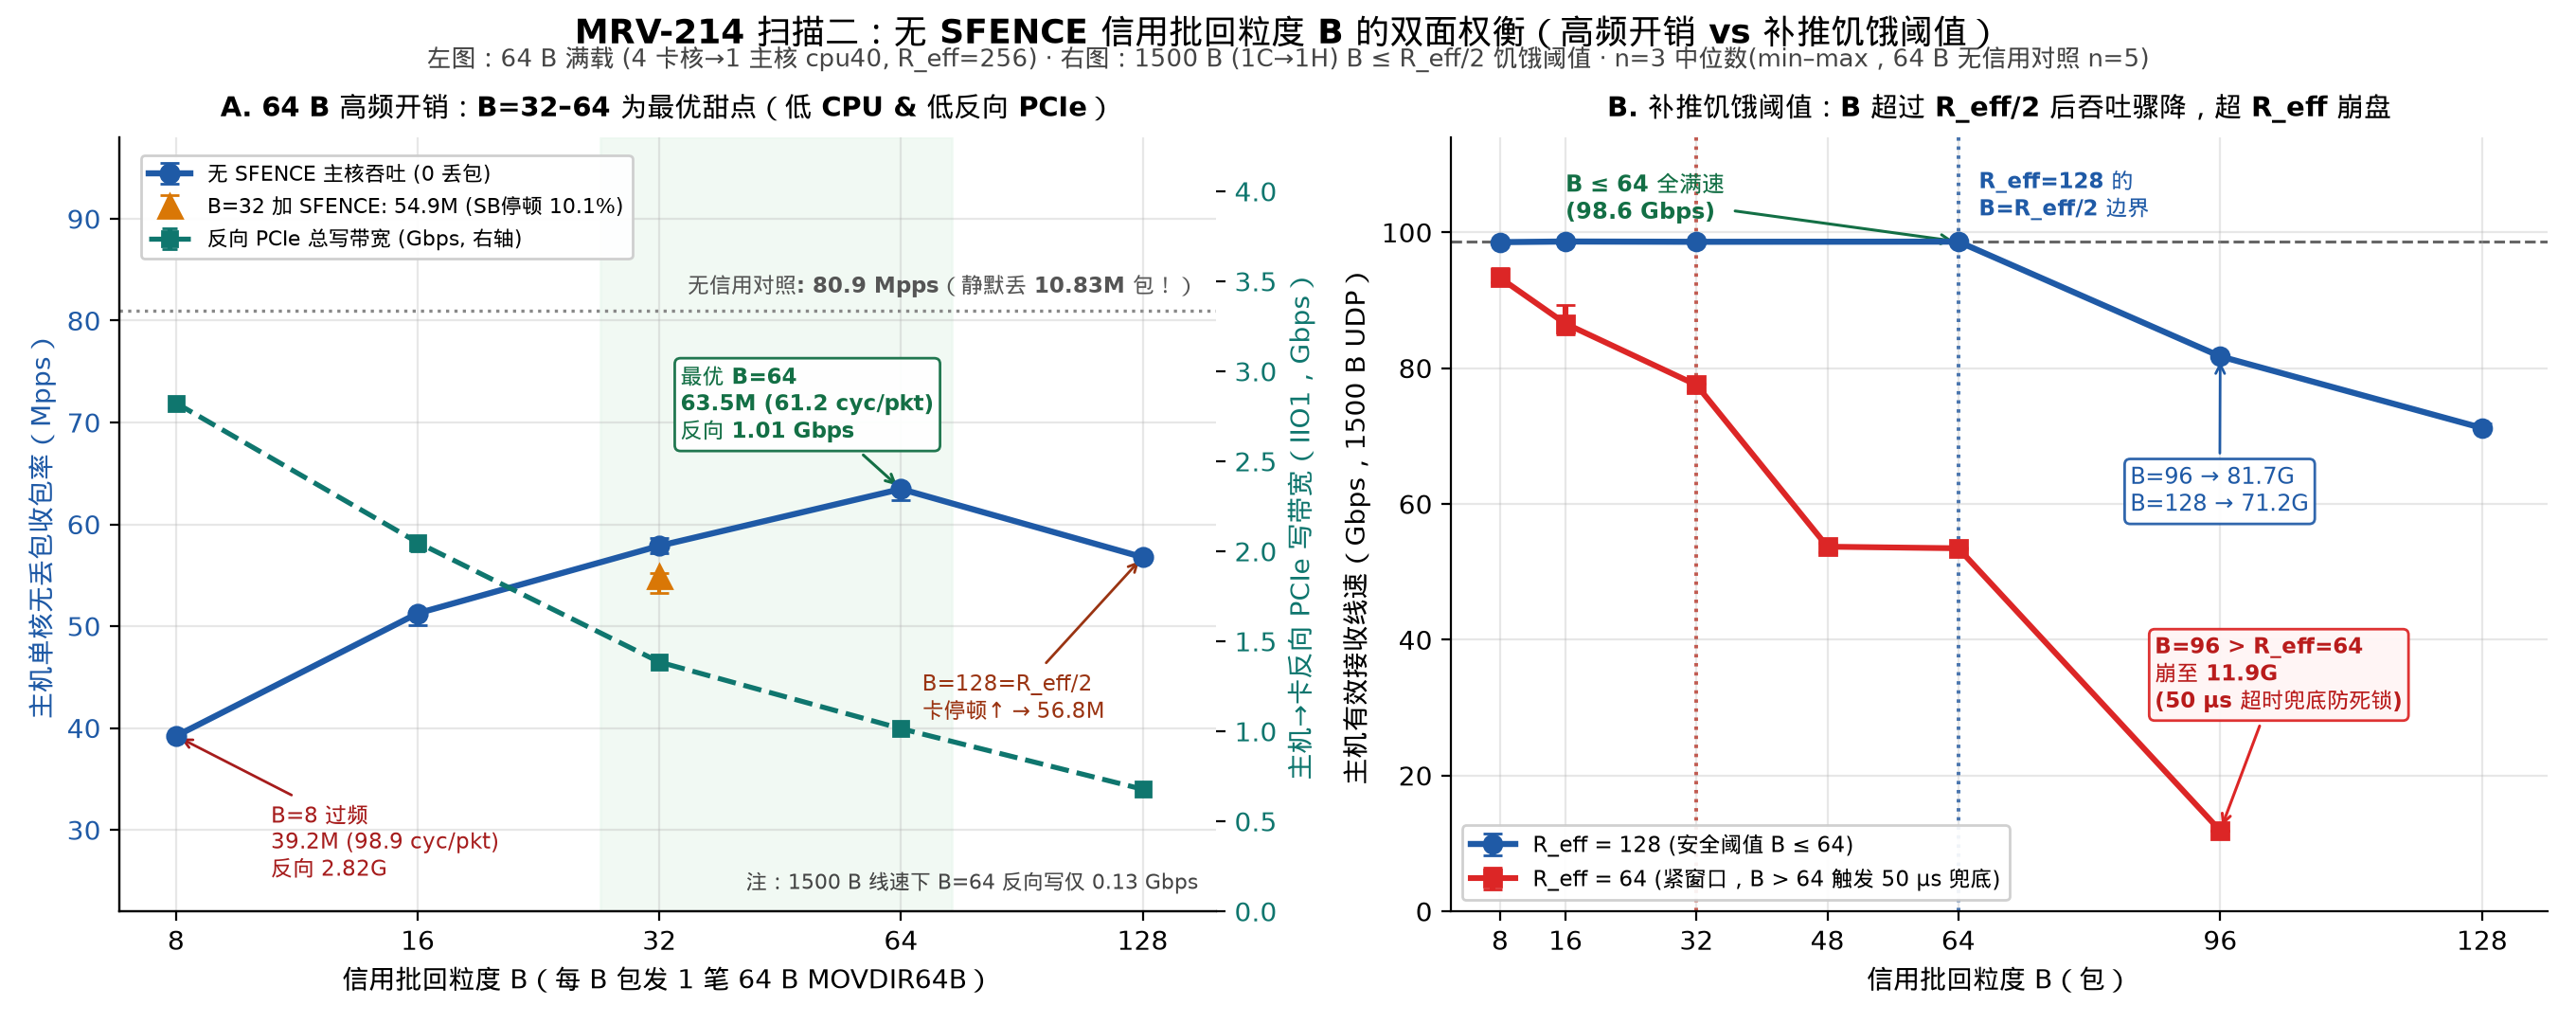 MRV-214 扫描二：无 SFENCE 信用批回粒度 B 的双面权衡（高频开销 vs 补推饥饿阈值）
左图：64 B 满载 (4 卡核→1 主核 cpu40, R_eff=256) · 右图：1500 B (1C→1H) B ≤ R_eff/2 饥饿阈值 · n=3 中位数(min–max，64 B 无信用对照 n=5)
A. 64 B 高频开销：B=32–64 为最优甜点（低 CPU & 低反向 PCIe）
无 SFENCE 主核吞吐 (0 丢包)
B=32 加 SFENCE: 54.9M (SB停顿 10.1%)
反向 PCIe 总写带宽 (Gbps, 右轴)
无信用对照: 80.9 Mpps（静默丢 10.83M 包！）
最优 B=64
63.5M (61.2 cyc/pkt)
反向 1.01 Gbps
B=128=R_eff/2
卡停顿↑ → 56.8M
B=8 过频
39.2M (98.9 cyc/pkt)
反向 2.82G
注：1500 B 线速下 B=64 反向写仅 0.13 Gbps
主机单核无丢包收包率（Mpps）
90
80
70
60
50
40
30
4.0
3.5
3.0
2.5
2.0
1.5
1.0
0.5
0.0
主机→卡反向 PCIe 写带宽（IIO1，Gbps）
8
16
32
64
128
信用批回粒度 B（每 B 包发 1 笔 64 B MOVDIR64B）
B. 补推饥饿阈值：B 超过 R_eff/2 后吞吐骤降，超 R_eff 崩盘
B ≤ 64 全满速
(98.6 Gbps)
R_eff=128 的
B=R_eff/2 边界
B=96 → 81.7G
B=128 → 71.2G
B=96 > R_eff=64
崩至 11.9G
(50 μs 超时兜底防死锁)
R_eff = 128 (安全阈值 B ≤ 64)
R_eff = 64 (紧窗口，B > 64 触发 50 μs 兜底)
主机有效接收线速（Gbps，1500 B UDP）
100
80
60
40
20
0
8
16
32
48
64
96
128
信用批回粒度 B（包）